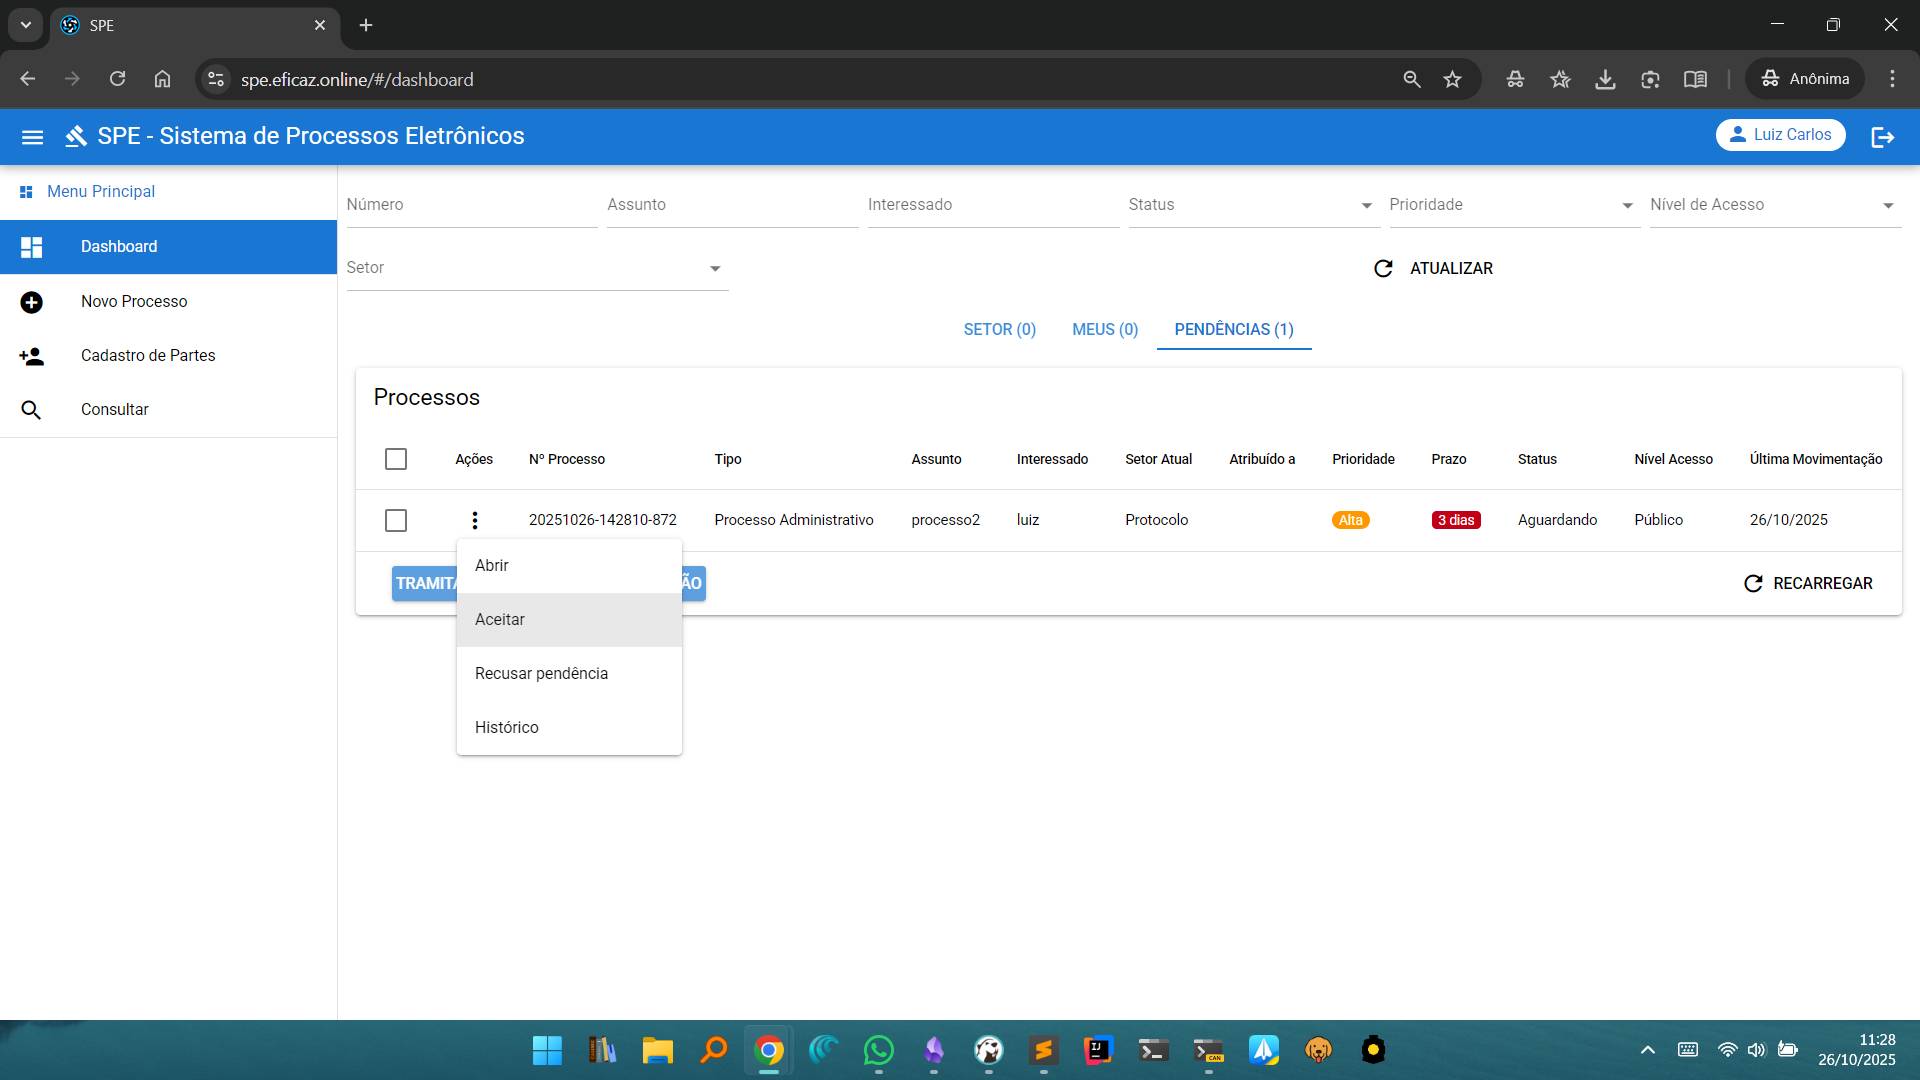 SPE
spe.eficaz.online/#/dashboard
Anônima
SPE - Sistema de Processos Eletrônicos
Luiz Carlos
Menu Principal
Dashboard
Novo Processo
Cadastro de Partes
Consultar
Número Assunto Interessado Status Prioridade Nível de Acesso
Setor
ATUALIZAR
SETOR (0) MEUS (0) PENDÊNCIAS (1)
Processos
Ações Nº Processo Tipo Assunto Interessado Setor Atual Atribuído a Prioridade Prazo Status Nível Acesso Última Movimentação
20251026-142810-872 Processo Administrativo processo2 luiz Protocolo Alta 3 dias Aguardando Público 26/10/2025
Abrir
TRAMITA ÃO
RECARREGAR
Aceitar
Recusar pendência
Histórico
IJ
CAN
11:28
26/10/2025